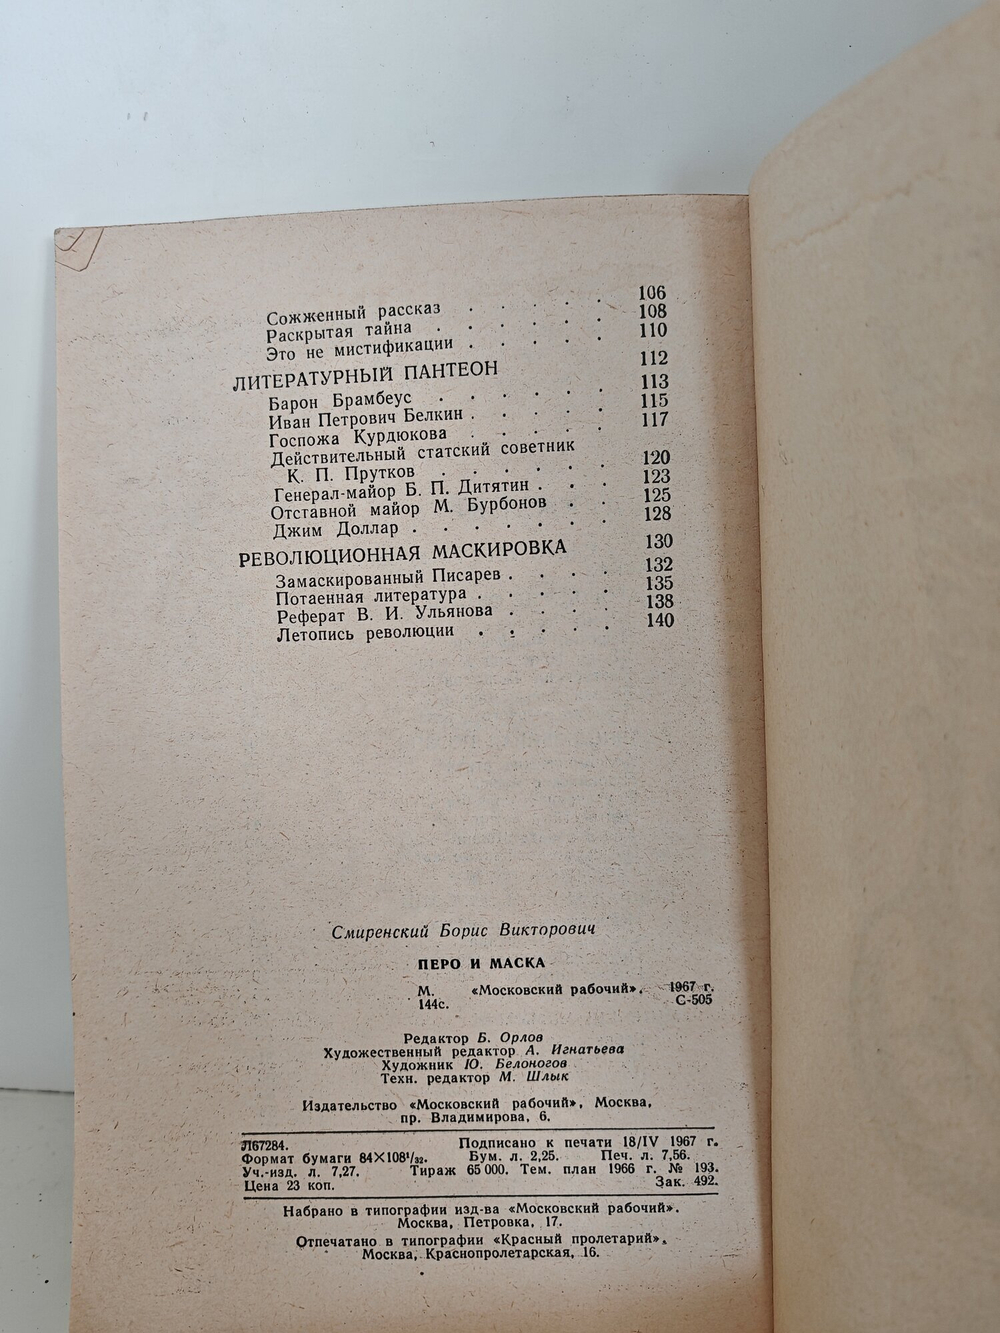 Сожженный рассказ . . . . . 106
Раскрытая тайна . . . . . . 108
Это не мистификации . . . . . 110
ЛИТЕРАТУРНЫЙ ПАНТЕОН 112
Барон Брамбеус . . . . . . 113
Иван Петрович Белкин . . . . . 115
Госпожа Курдюкова . . . . . 117
Действительный статский советник
К. П. Прутков . . . . . . 120
Генерал-майор Б. П. Дитятин . . . 123
Отставной майор М. Бурбонов . . 125
Джим Доллар . . . . . . . 128
РЕВОЛЮЦИОННАЯ МАСКИРОВКА 130
Замаскированный Писарев . . . . 132
Потаенная литература . . . . . 135
Реферат В. И. Ульянова . . . . 138
Летопись революции . . . . . 140
Смиренский Борис Викторович
ПЕРО И МАСКА
М. «Московский рабочий». 1967 г.
144с. С-505
Редактор Б. Орлов
Художественный редактор А. Игнатьева
Художник Ю. Белоногов
Техн. редактор М. Шлык
Издательство «Московский рабочий», Москва,
пр. Владимирова, 6.
Л67284. Подписано к печати 18/IV 1967 г.
Формат бумаги 84×108¹/₃₂. Бум. л. 2,25. Печ. л. 7,56.
Уч.-изд. л. 7,27. Тираж 65 000. Тем. план 1966 г. № 193.
Цена 23 коп. Зак. 492.
Набрано в типографии изд-ва «Московский рабочий».
Москва, Петровка, 17.
Отпечатано в типографии «Красный пролетарий».
Москва, Краснопролетарская, 16.